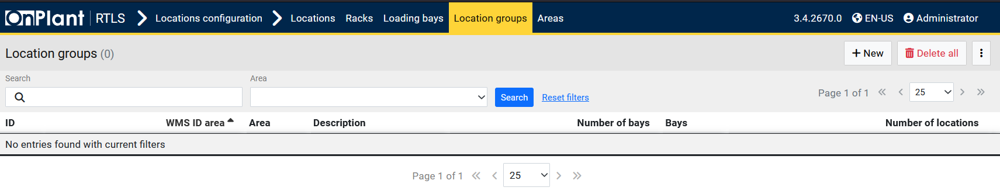 OnPlant RTLS Locations configuration Locations Racks Loading bays Location groups Areas 3.4.2670.0 EN-US Administrator
Location groups (0) New Delete all
Search Area
Search Reset filters Page 1 of 1 25
ID WMS ID area Area Description Number of bays Bays Number of locations
No entries found with current filters
Page 1 of 1 25